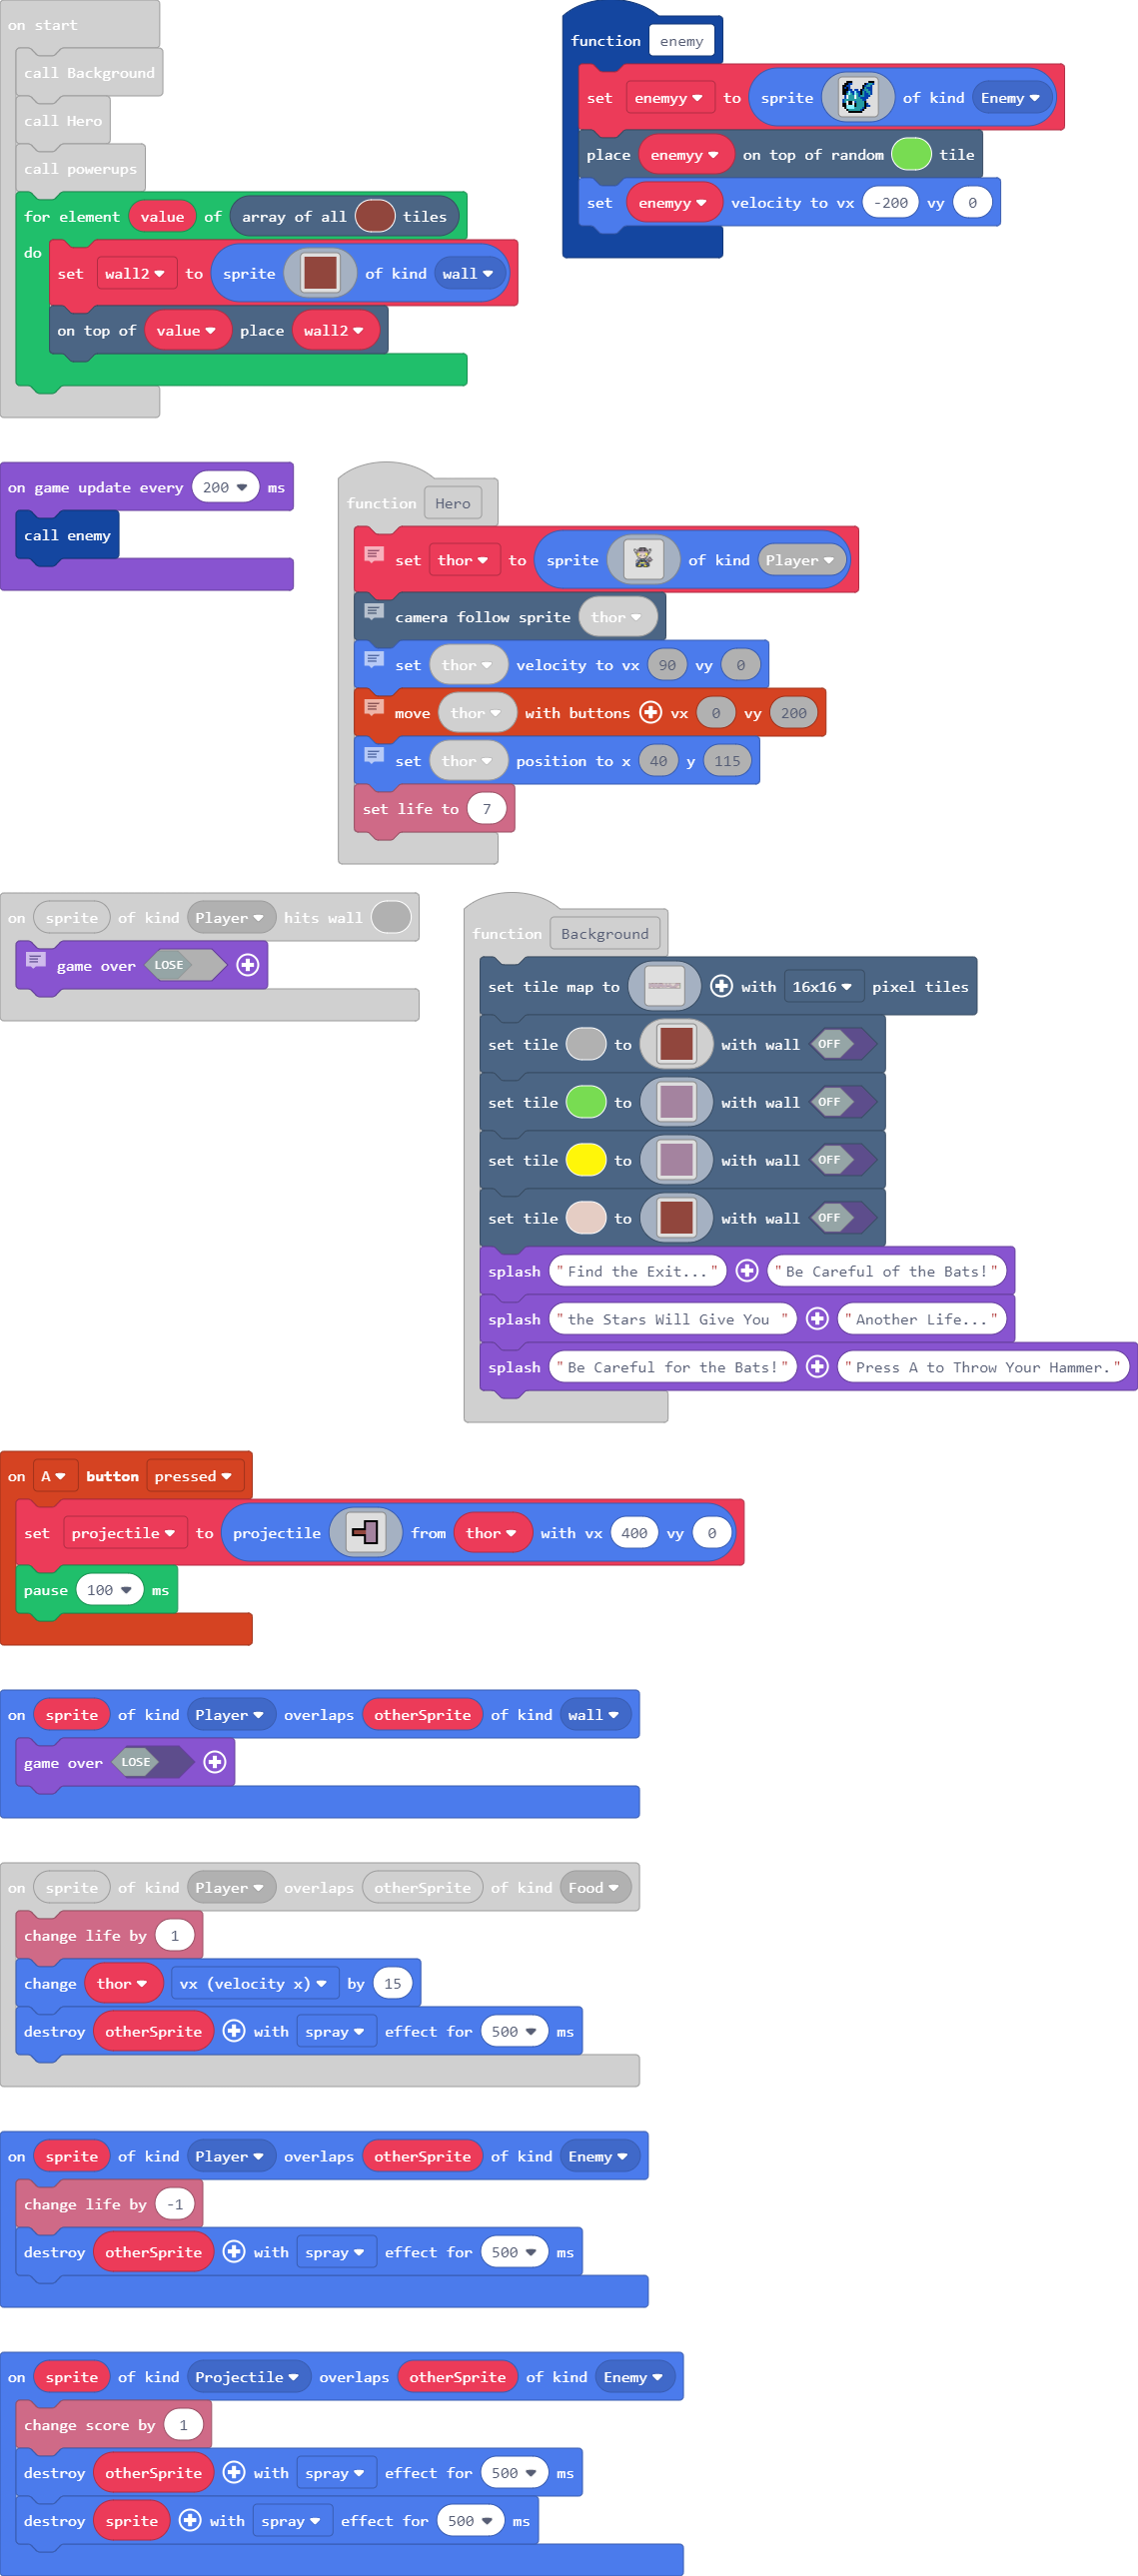 on start
call Background
call Hero
call powerups
for element value of array of all tiles
do
set wall2 to sprite of kind wall
on top of value place wall2
function enemy
set enemyy to sprite of kind Enemy
place enemyy on top of random tile
set enemyy velocity to vx -200 vy 0
on game update every 200 ms
call enemy
function Hero
set thor to sprite of kind Player
camera follow sprite thor
set thor velocity to vx 90 vy 0
move thor with buttons vx 0 vy 200
set thor position to x 40 y 115
set life to 7
on sprite of kind Player hits wall
game over LOSE
function Background
set tile map to with 16x16 pixel tiles
set tile to with wall OFF
set tile to with wall OFF
set tile to with wall OFF
set tile to with wall OFF
splash "Find the Exit..." "Be Careful of the Bats!"
splash "the Stars Will Give You " "Another Life..."
splash "Be Careful for the Bats!" "Press A to Throw Your Hammer."
on A button pressed
set projectile to projectile from thor with vx 400 vy 0
pause 100 ms
on sprite of kind Player overlaps otherSprite of kind wall
game over LOSE
on sprite of kind Player overlaps otherSprite of kind Food
change life by 1
change thor vx (velocity x) by 15
destroy otherSprite with spray effect for 500 ms
on sprite of kind Player overlaps otherSprite of kind Enemy
change life by -1
destroy otherSprite with spray effect for 500 ms
on sprite of kind Projectile overlaps otherSprite of kind Enemy
change score by 1
destroy otherSprite with spray effect for 500 ms
destroy sprite with spray effect for 500 ms